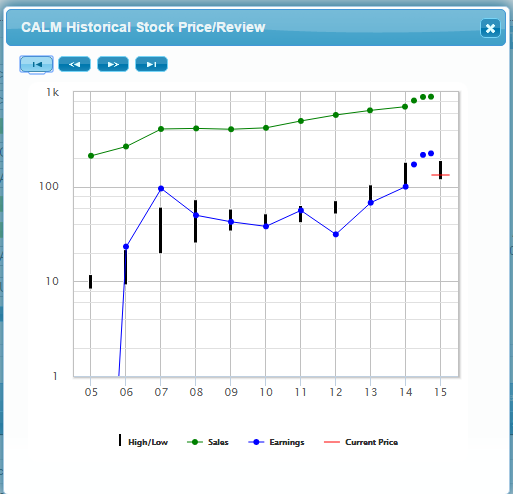 CALM Historical Stock Price/Review
1k
100
10
1
05 06 07 08 09 10 11 12 13 14 15
High/Low Sales Earnings Current Price